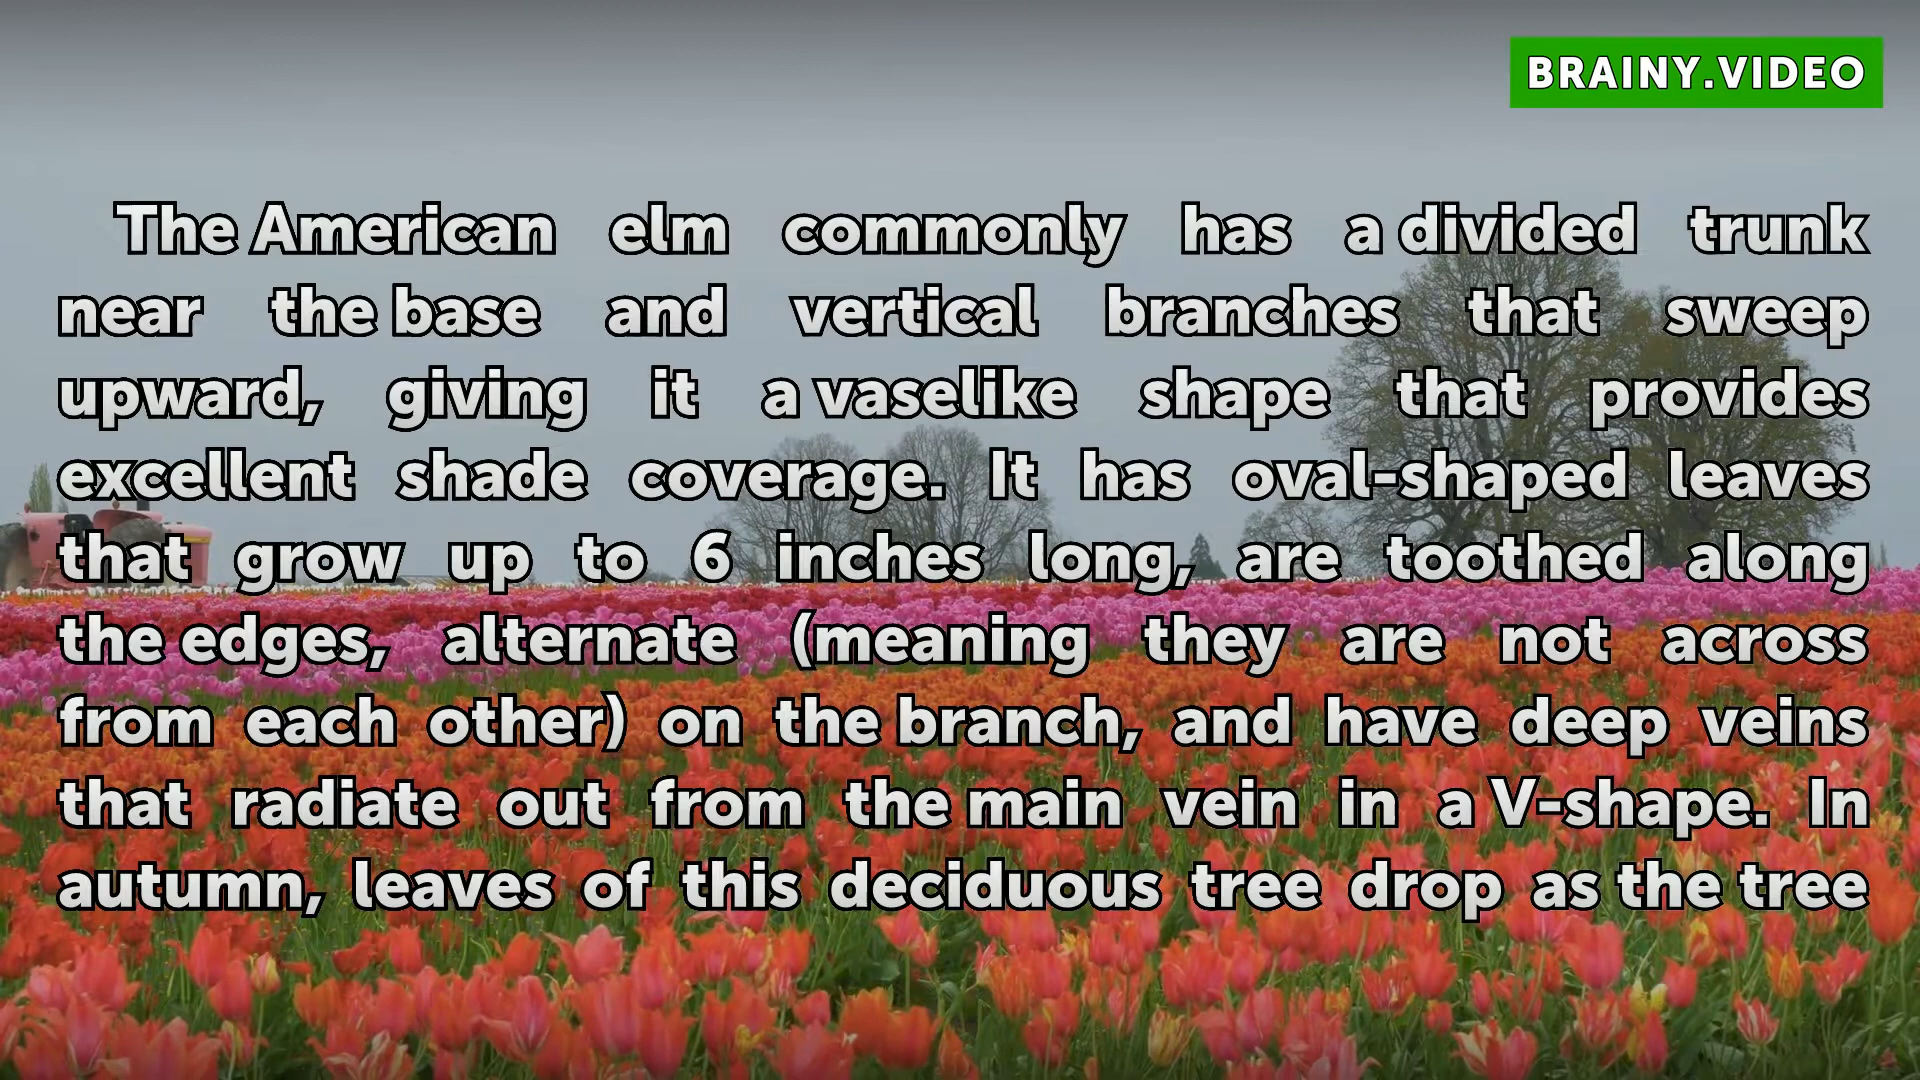 BRAINY.VIDEO
The American elm commonly has a divided trunk
near the base and vertical branches that sweep
upward, giving it a vaselike shape that provides
excellent shade coverage. It has oval-shaped leaves
that grow up to 6 inches long, are toothed along
the edges, alternate (meaning they are not across
from each other) on the branch, and have deep veins
that radiate out from the main vein in a V-shape. In
autumn, leaves of this deciduous tree drop as the tree